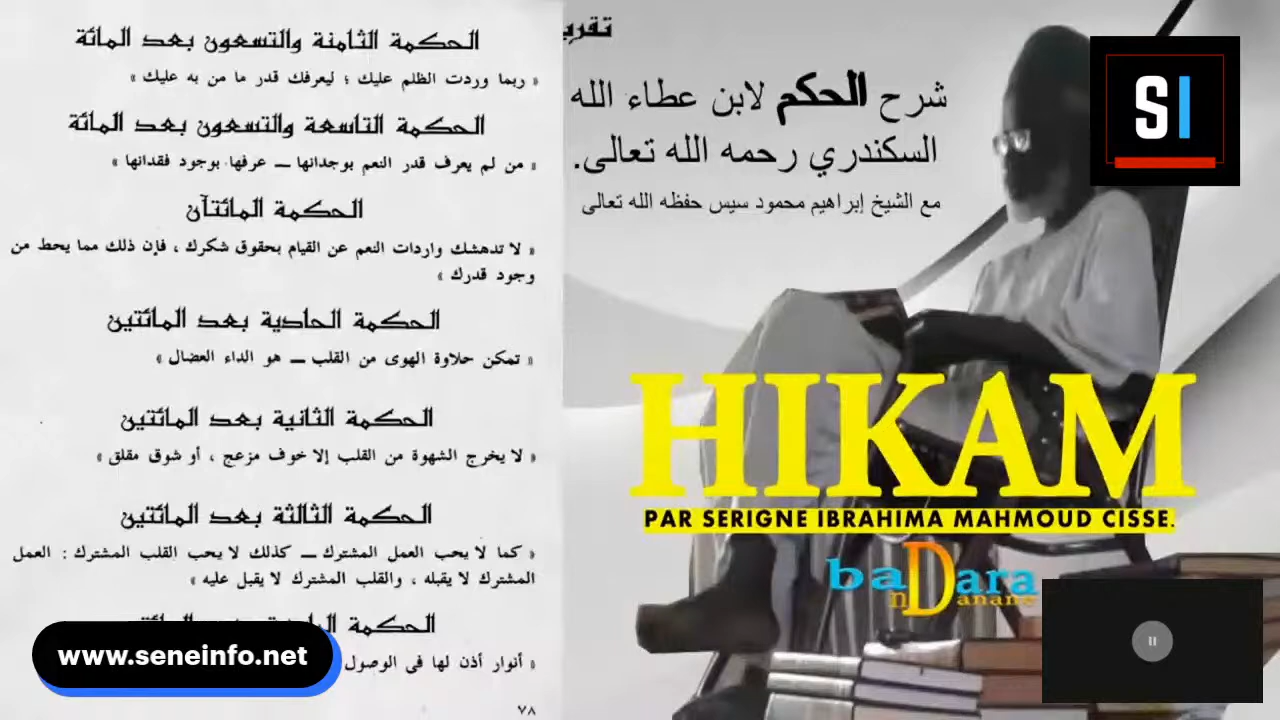 الحكمة الثامنة والتسعون بعد المائة
« ربما وردت الظلم عليك ؛ ليعرفك قدر ما من به عليك »
الحكمة التاسعة والتسعون بعد المائة
« من لم يعرف قدر النعم بوجدانها ــ عرفها بوجود فقدانها »
الحكمة المائتآن
« لا تدهشك واردات النعم عن القيام بحقوق شكرك ، فإن ذلك مما يحط من
وجود قدرك »
الحكمة الحادية بعد المائتين
« تمكن حلاوة الهوى من القلب ــ هو الداء العضال »
الحكمة الثانية بعد المائتين
« لا يخرج الشهوة من القلب إلا خوف مزعج ، أو شوق مقلق »
الحكمة الثالثة بعد المائتين
« كما لا يحب العمل المشترك ــ كذلك لا يحب القلب المشترك : العمل
المشترك لا يقبله ، والقلب المشترك لا يقبل عليه »
الحكمة
« أنوار أذن لها فى الوصول
٧٨
www.seneinfo.net
شرح الحكم لابن عطاء الله
السكندري رحمه الله تعالى.
مع الشيخ إبراهيم محمود سيس حفظه الله تعالى
SI
HIKAM
PAR SERIGNE IBRAHIMA MAHMOUD CISSE.
baDara
nDanane